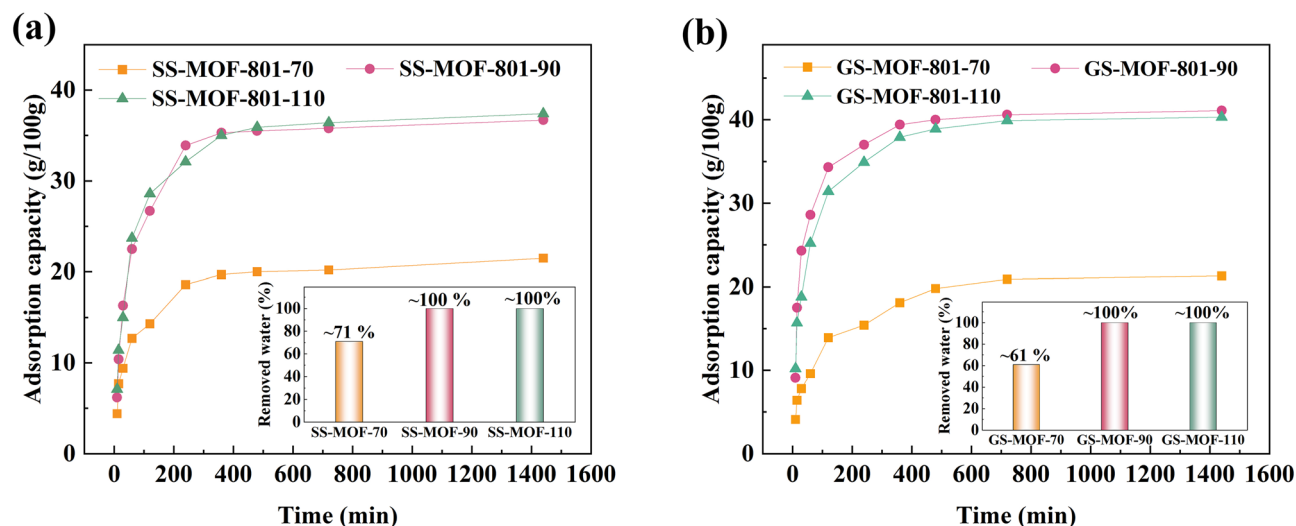 (a)
SS-MOF-801-70
SS-MOF-801-90
SS-MOF-801-110
Adsorption capacity (g/100g)
40
30
20
10
0
0 200 400 600 800 1000 1200 1400 1600
Time (min)
Removed water (%)
100
80
60
40
20
0
~71 %
~100 %
~100%
SS-MOF-70 SS-MOF-90 SS-MOF-110
(b)
GS-MOF-801-70
GS-MOF-801-90
GS-MOF-801-110
Adsorption capacity (g/100g)
40
30
20
10
0
0 200 400 600 800 1000 1200 1400 1600
Time (min)
Removed water (%)
100
80
60
40
20
0
~61 %
~100%
~100%
GS-MOF-70 GS-MOF-90 GS-MOF-110